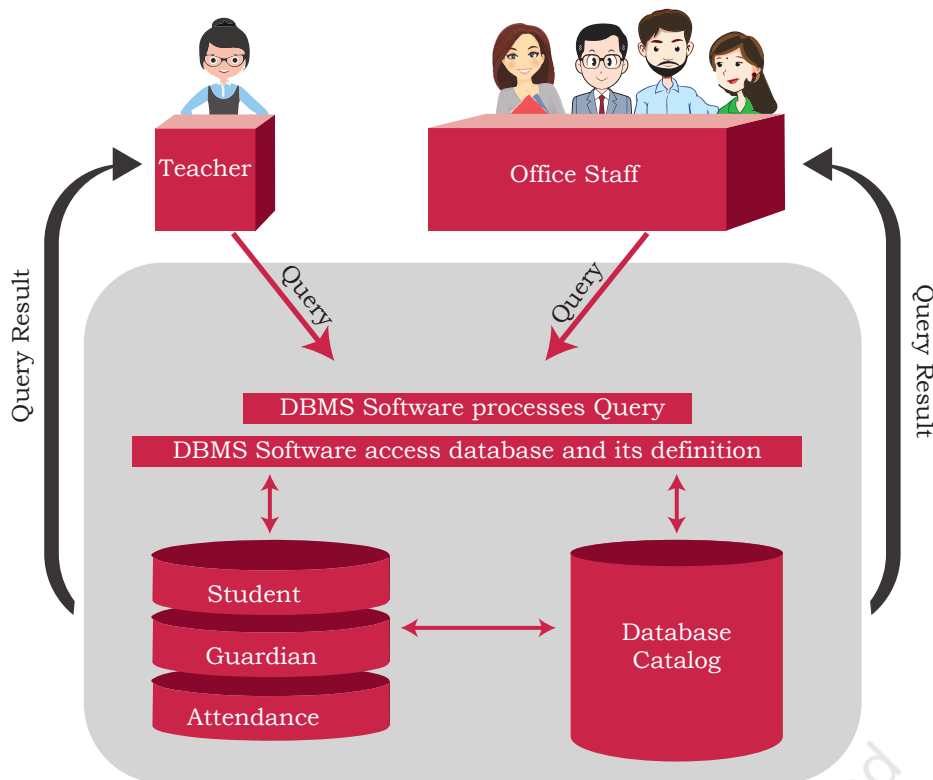 Teacher
Office Staff
Query
Query
Query Result
Query Result
DBMS Software processes Query
DBMS Software access database and its definition
Student
Guardian
Attendance
Database
Catalog